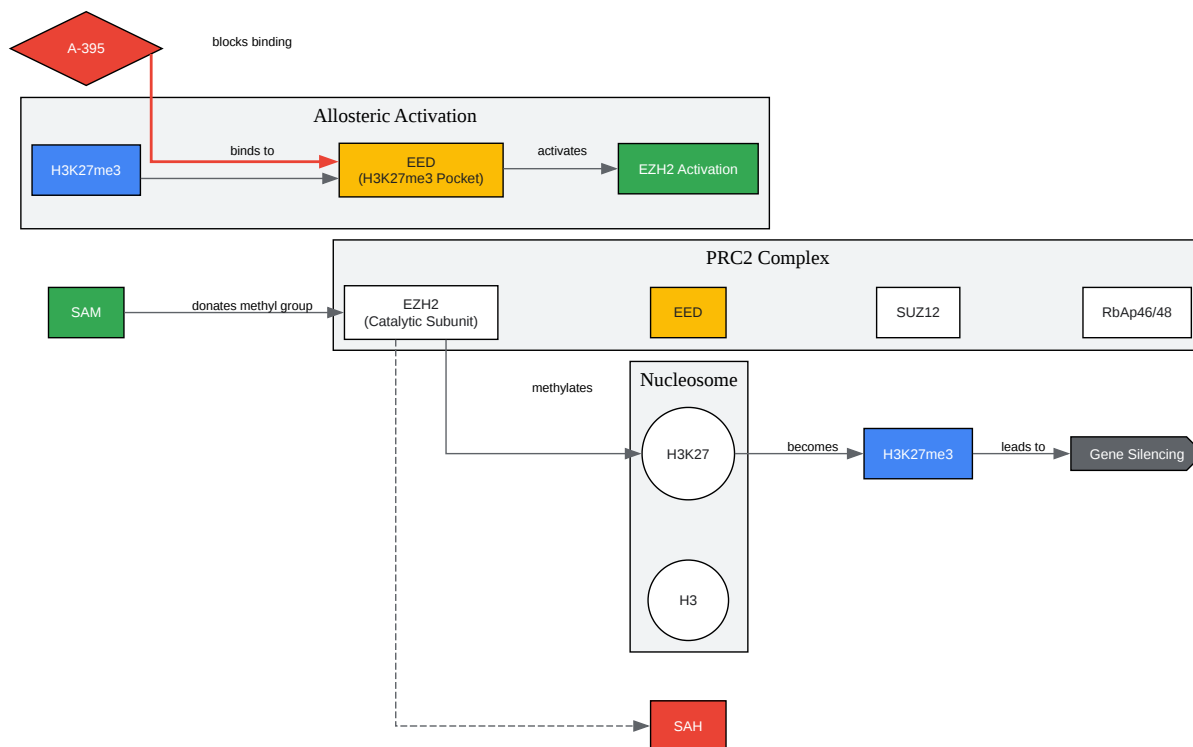 A-395
blocks binding
Allosteric Activation
H3K27me3
binds to
EED
(H3K27me3 Pocket)
activates
EZH2 Activation
PRC2 Complex
SAM
donates methyl group
EZH2
(Catalytic Subunit)
EED
SUZ12
RbAp46/48
methylates
Nucleosome
H3K27
becomes
H3K27me3
leads to
Gene Silencing
H3
SAH